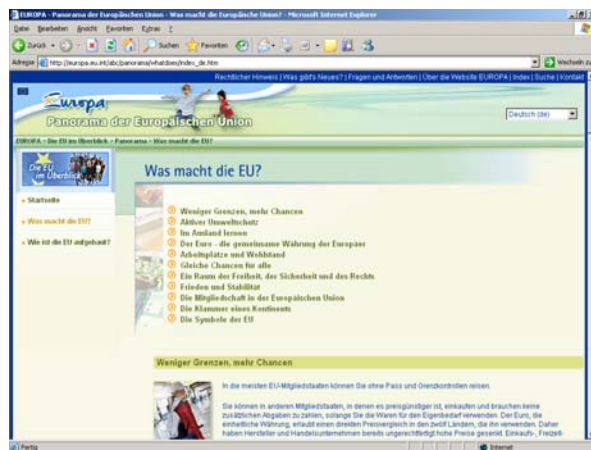 EUROPA - Panorama der Europäischen Union - Was macht die Europäische Union? - Microsoft Internet Explorer
Datei Bearbeiten Ansicht Favoriten Extras ?
Zurück Suchen Favoriten
Adresse http://europa.eu.int/abc/panorama/whatdoes/index_de.htm Wechseln zu
Rechtlicher Hinweis | Was gibt's Neues? | Fragen und Antworten | Über die Website EUROPA | Index | Suche | Kontakt
Europa
Panorama der Europäischen Union
Deutsch (de)
EUROPA > Die EU im Überblick > Panorama > Was macht die EU?
Die EU
im Überblick
Startseite
Was macht die EU?
Wie ist die EU aufgebaut?
Was macht die EU?
Weniger Grenzen, mehr Chancen
Aktiver Umweltschutz
Im Ausland lernen
Der Euro - die gemeinsame Währung der Europäer
Arbeitsplätze und Wohlstand
Gleiche Chancen für alle
Ein Raum der Freiheit, der Sicherheit und des Rechts
Frieden und Stabilität
Die Mitgliedschaft in der Europäischen Union
Die Klammer eines Kontinents
Die Symbole der EU
Weniger Grenzen, mehr Chancen
In die meisten EU-Mitgliedstaaten können Sie ohne Pass und Grenzkontrollen reisen.
Sie können in anderen Mitgliedstaaten, in denen es preisgünstiger ist, einkaufen und brauchen keine
zusätzlichen Abgaben zu zahlen, solange Sie die Waren für den Eigenbedarf verwenden. Der Euro, die
einheitliche Währung, erlaubt einen direkten Preisvergleich in den zwölf Ländern, die ihn verwenden. Daher
haben Hersteller und Handelsunternehmen bereits ungerechtfertigt hohe Preise gesenkt. Einkaufs-, Freizeit-
Fertig Internet